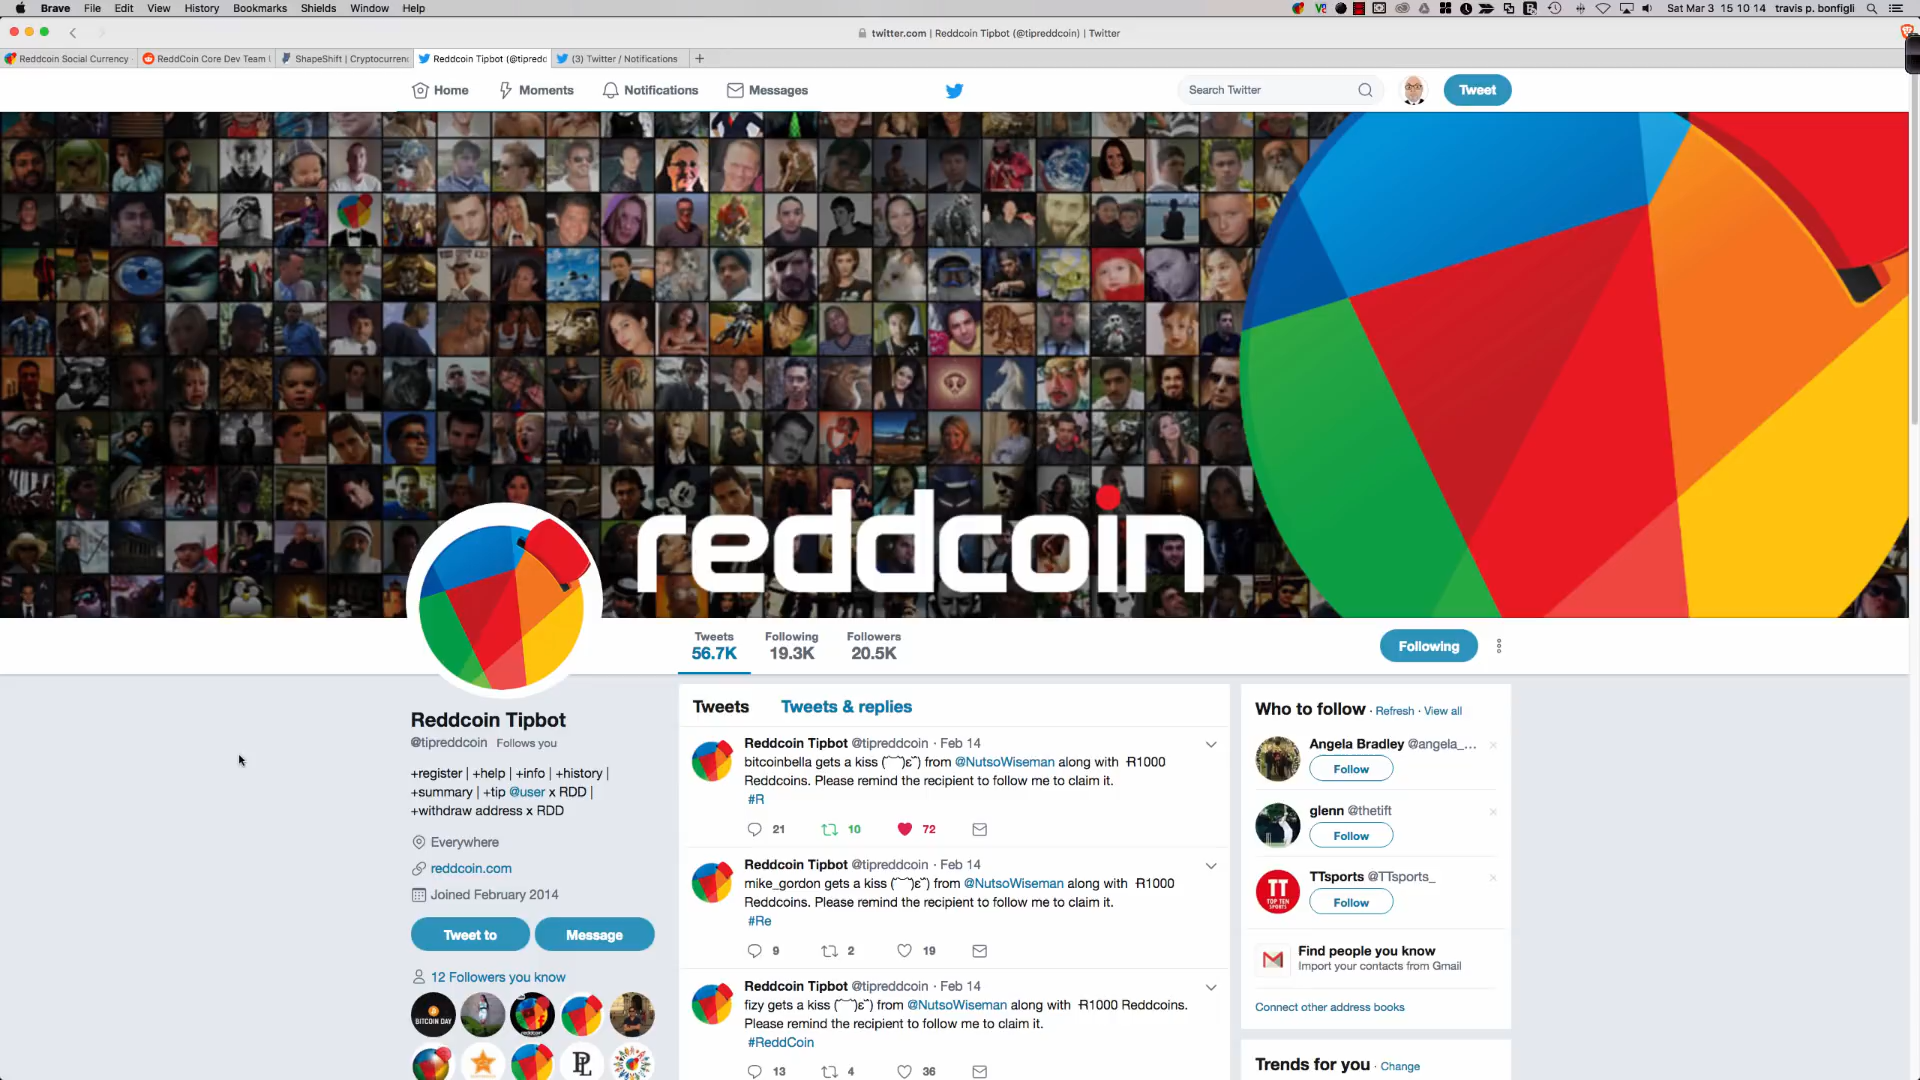 Brave File Edit View History Bookmarks Shields Window Help
Sat Mar 3 15 10 14 travis p. bonfigli
twitter.com | Reddcoin Tipbot (@tipreddcoin) | Twitter
Reddcoin Social Currency
ReddCoin Core Dev Team
ShapeShift | Cryptocurren
Reddcoin Tipbot (@tipredd
(3) Twitter / Notifications
Home Moments Notifications Messages
Search Twitter
Tweet
reddcoin
Tweets Following Followers
56.7K 19.3K 20.5K
Following
Reddcoin Tipbot
@tipreddcoin Follows you
+register | +help | +info | +history |
+summary | +tip @user x RDD |
+withdraw address x RDD
Everywhere
reddcoin.com
Joined February 2014
Tweet to Message
12 Followers you know
BITCOIN DAY
Tweets Tweets & replies
Reddcoin Tipbot @tipreddcoin · Feb 14
bitcoinbella gets a kiss (˘⌣˘)ε˘) from @NutsoWiseman along with Ɍ1000
Reddcoins. Please remind the recipient to follow me to claim it.
#R
21 10 72
Reddcoin Tipbot @tipreddcoin · Feb 14
mike_gordon gets a kiss (˘⌣˘)ε˘) from @NutsoWiseman along with Ɍ1000
Reddcoins. Please remind the recipient to follow me to claim it.
#Re
9 2 19
Reddcoin Tipbot @tipreddcoin · Feb 14
fizy gets a kiss (˘⌣˘)ε˘) from @NutsoWiseman along with Ɍ1000 Reddcoins.
Please remind the recipient to follow me to claim it.
#ReddCoin
13 4 36
Who to follow · Refresh · View all
Angela Bradley @angela_...
Follow
glenn @thetift
Follow
TTsports @TTsports_
TT
TOP TEN
SPORTS
Follow
Find people you know
Import your contacts from Gmail
Connect other address books
Trends for you · Change